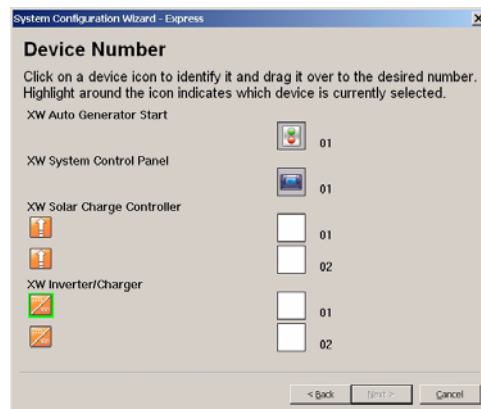 System Configuration Wizard - Express
Device Number
Click on a device icon to identify it and drag it over to the desired number.
Highlight around the icon indicates which device is currently selected.
XW Auto Generator Start
01
XW System Control Panel
01
XW Solar Charge Controller
01
02
XW Inverter/Charger
01
02
< Back
Next >
Cancel